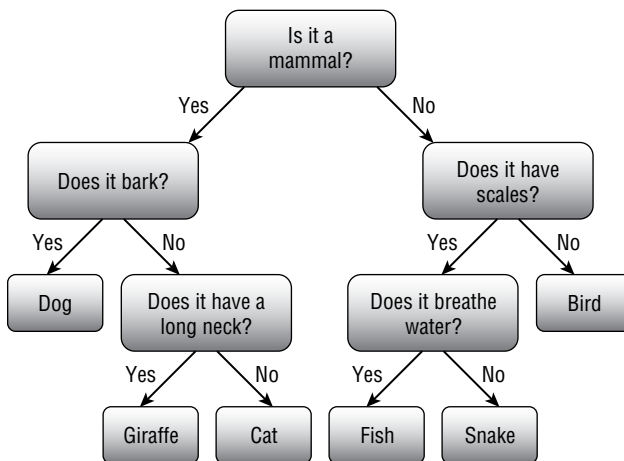 Is it a
mammal?
Yes
No
Does it bark?
Does it have
scales?
Yes
No
Yes
No
Dog
Does it have a
long neck?
Does it breathe
water?
Bird
Yes
No
Yes
No
Giraffe
Cat
Fish
Snake